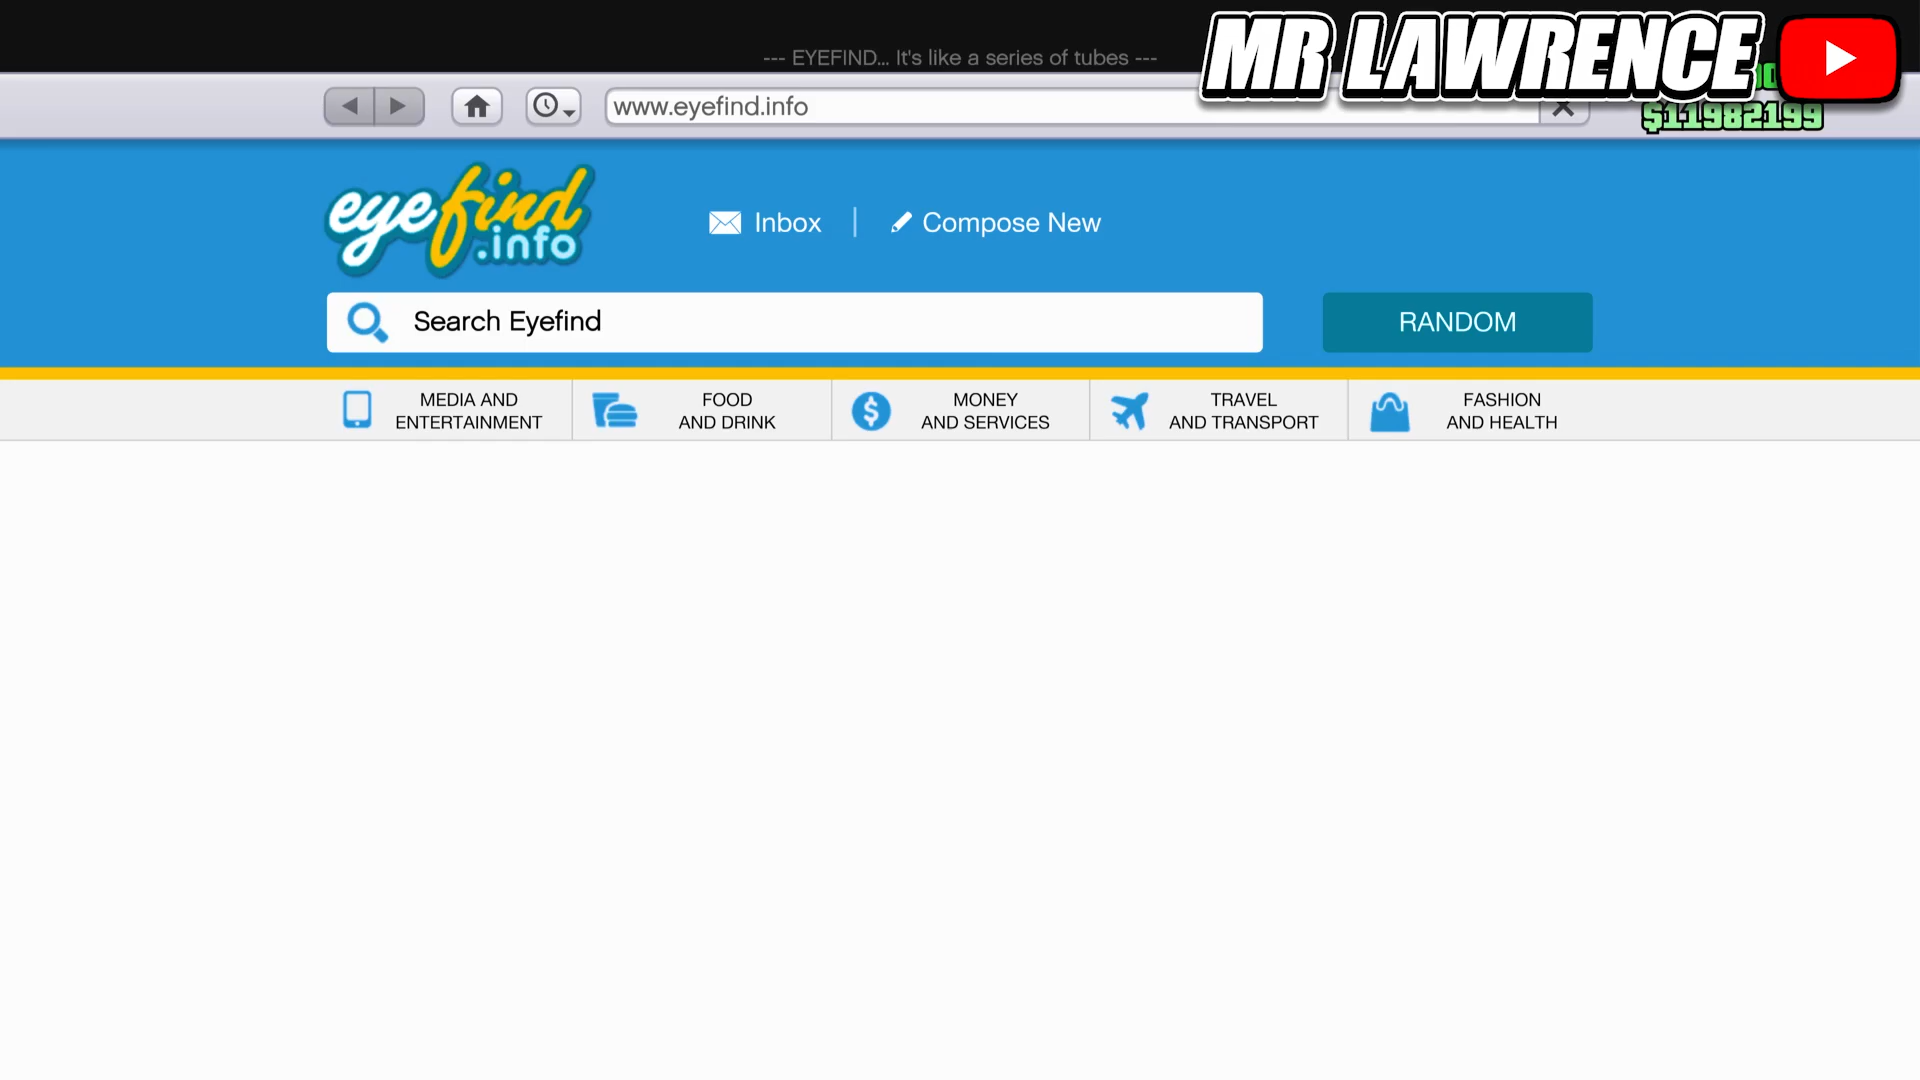 MR LAWRENCE
--- EYEFIND... It's like a series of tubes ---
www.eyefind.info
$11982199
eyefind
.info
Inbox
Compose New
Search Eyefind
RANDOM
MEDIA AND
ENTERTAINMENT
FOOD
AND DRINK
MONEY
AND SERVICES
TRAVEL
AND TRANSPORT
FASHION
AND HEALTH